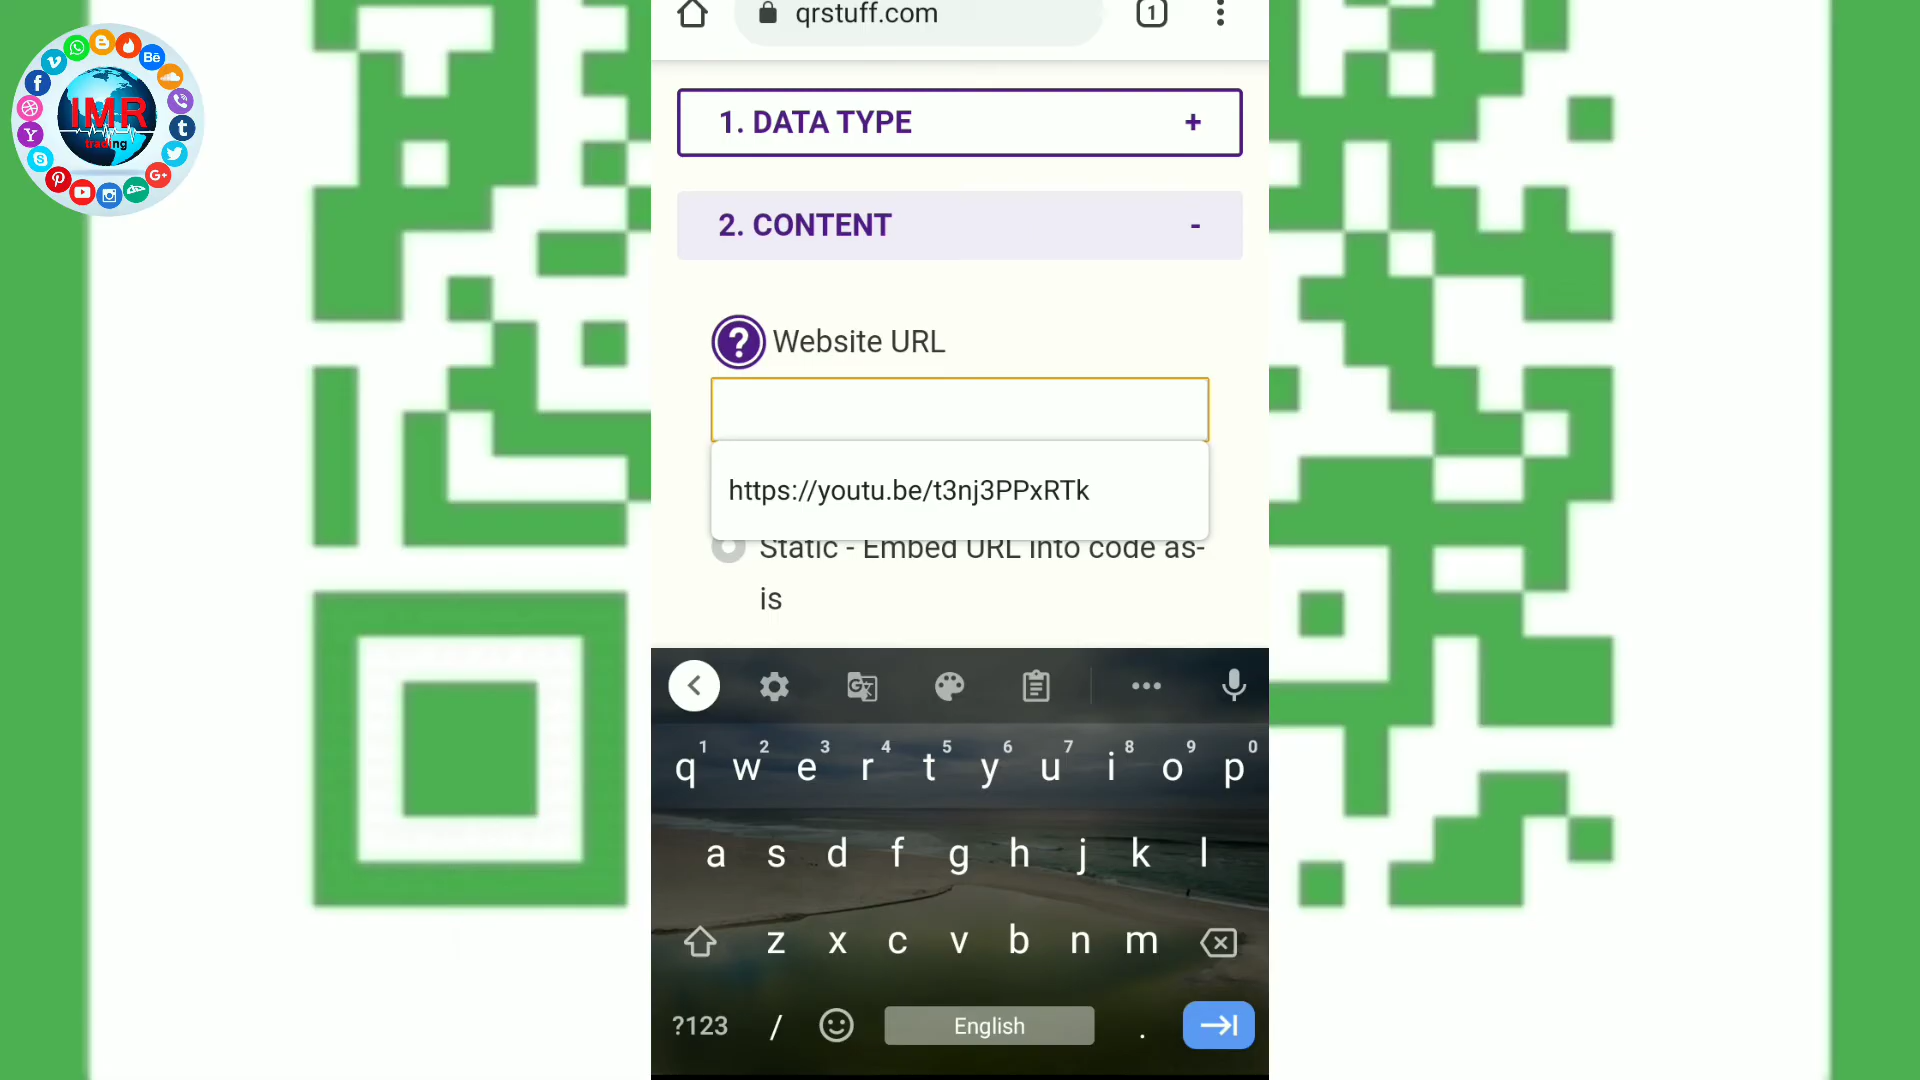 IMR
trading
qrstuff.com
1
1. DATA TYPE +
2. CONTENT -
? Website URL
https://youtu.be/t3nj3PPxRTk
Static - Embed URL into code as-
is
1 2 3 4 5 6 7 8 9 0
q w e r t y u i o p
a s d f g h j k l
z x c v b n m
?123 / English .